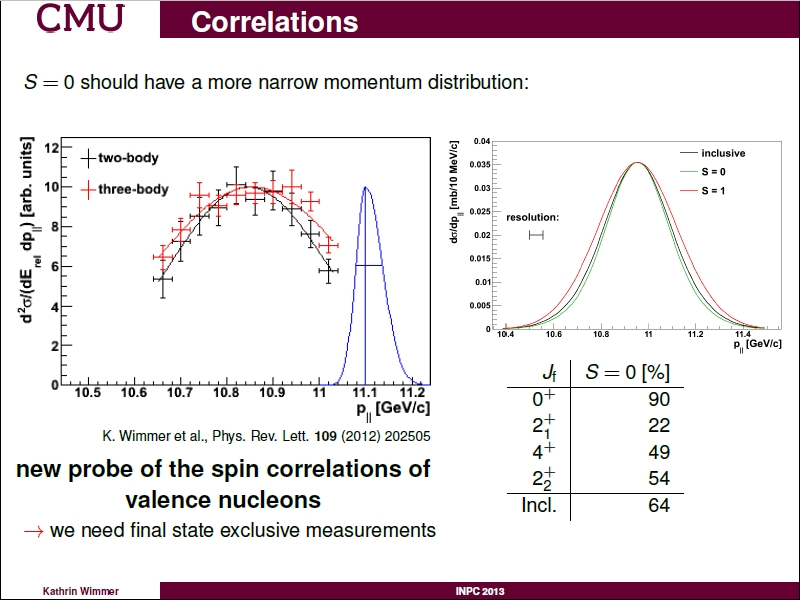 CMU
Correlations
S = 0 should have a more narrow momentum distribution:
d²σ/(dE_rel dp_||) [arb. units]
12
10
8
6
4
2
0
two-body
three-body
10.5 10.6 10.7 10.8 10.9 11 11.1 11.2
p_|| [GeV/c]
K. Wimmer et al., Phys. Rev. Lett. 109 (2012) 202505
new probe of the spin correlations of
valence nucleons
→ we need final state exclusive measurements
dσ/dp_|| [mb/10 MeV/c]
0.04
0.035
0.03
0.025
0.02
0.015
0.01
0.005
0
inclusive
S = 0
S = 1
resolution:
10.4 10.6 10.8 11 11.2 11.4
p_|| [GeV/c]
J_f S = 0 [%]
0⁺ 90
2⁺₁ 22
4⁺ 49
2⁺₂ 54
Incl. 64
Kathrin Wimmer
INPC 2013